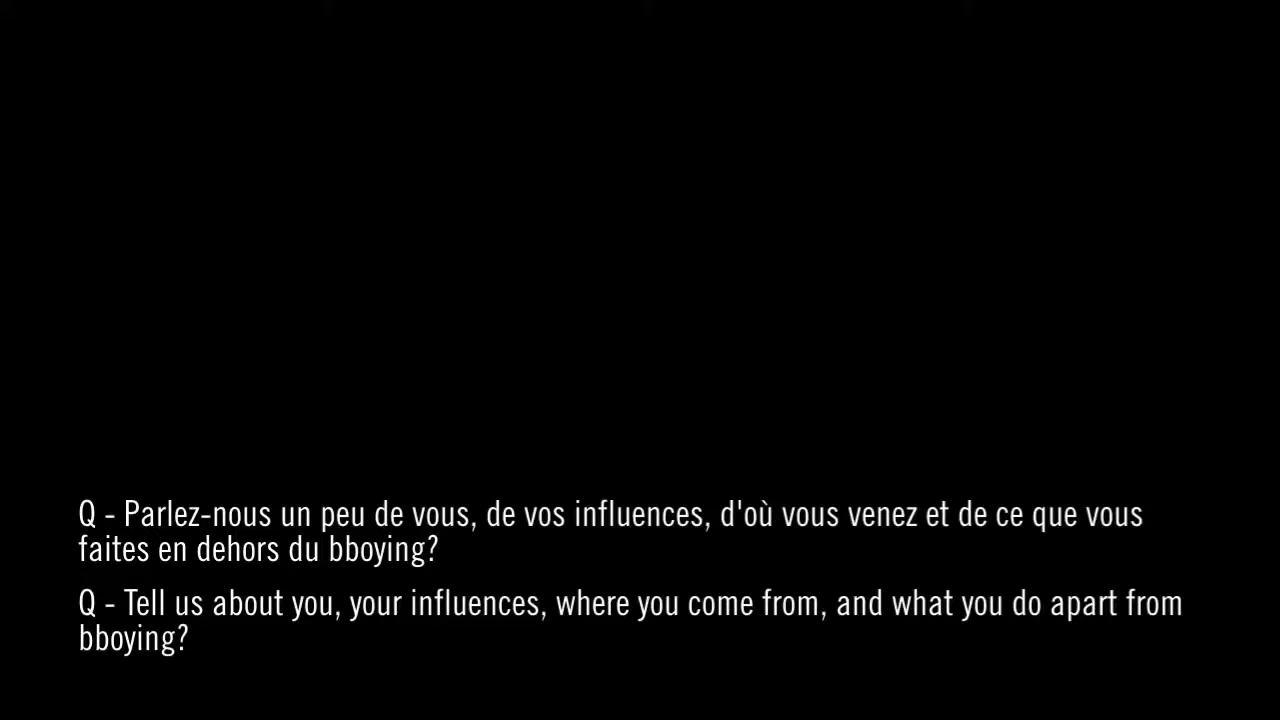 Q - Parlez-nous un peu de vous, de vos influences, d'où vous venez et de ce que vous
faites en dehors du bboying?
Q - Tell us about you, your influences, where you come from, and what you do apart from
bboying?